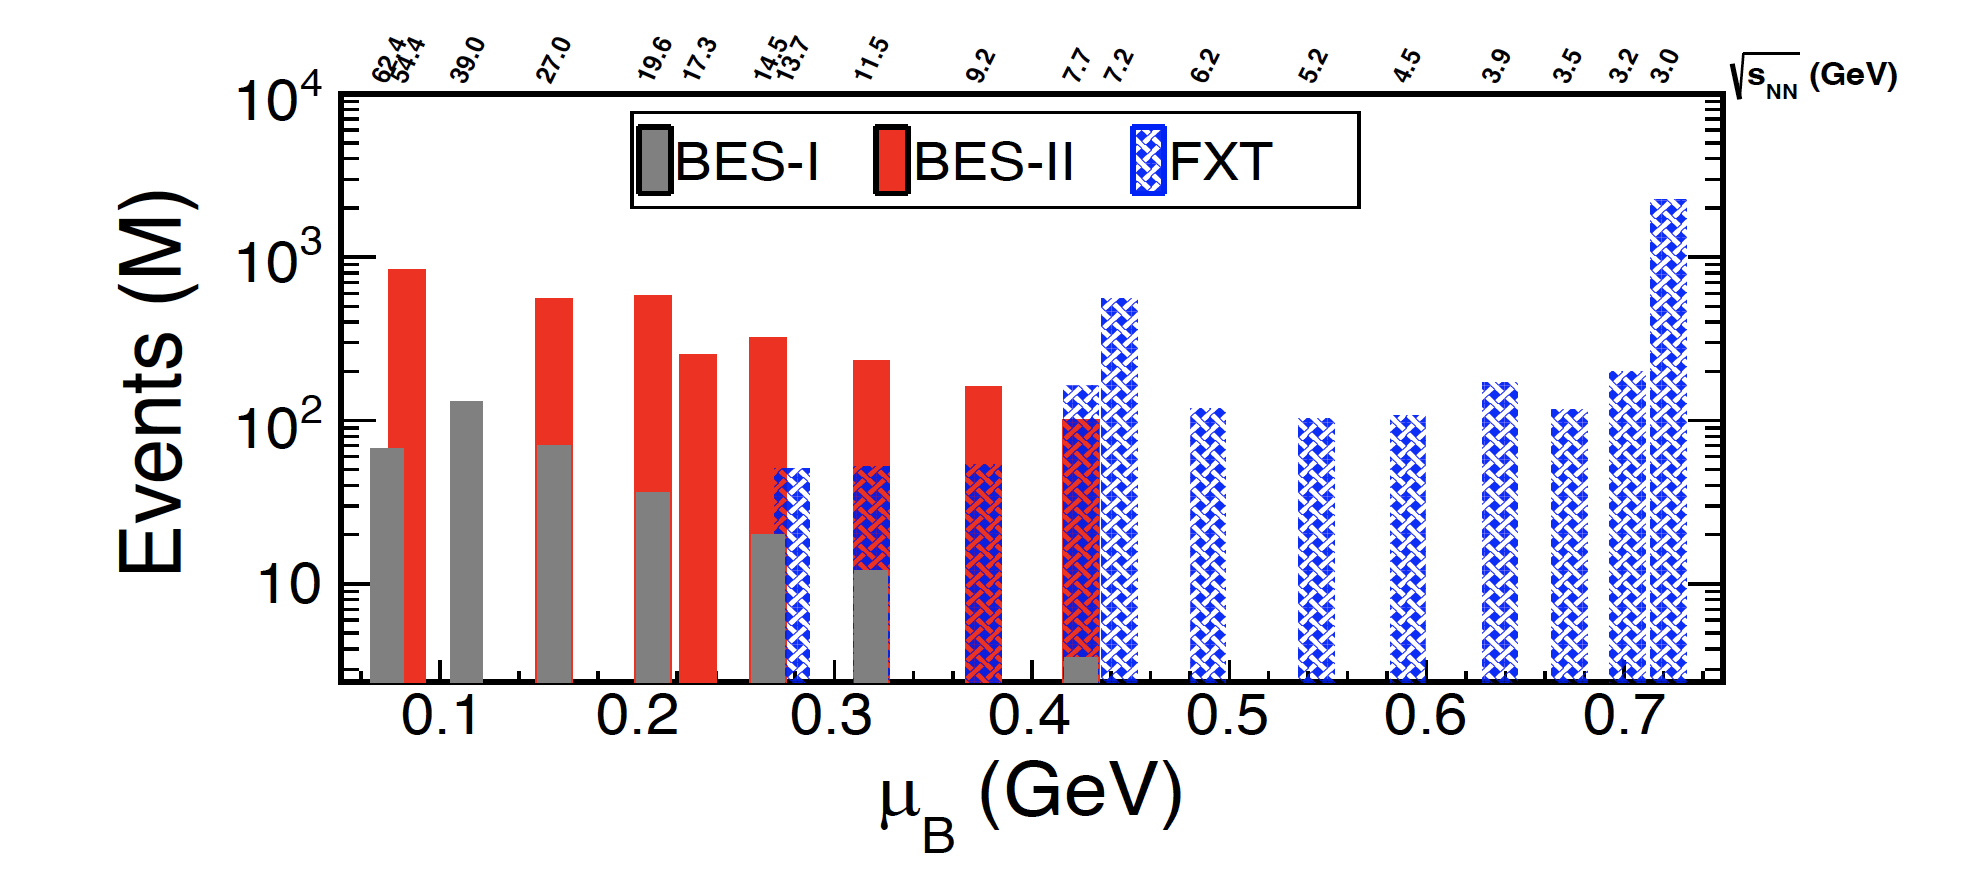 62.4 54.4 39.0 27.0 19.6 17.3 14.5 13.7 11.5 9.2 7.7 7.2 6.2 5.2 4.5 3.9 3.5 3.2 3.0 √sNN (GeV)
10⁴
BES-I BES-II FXT
10³
10²
10
Events (M)
0.1 0.2 0.3 0.4 0.5 0.6 0.7
μB (GeV)